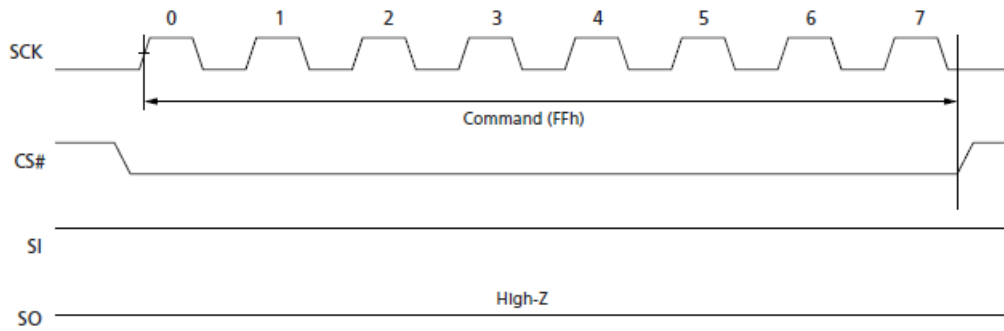 0 1 2 3 4 5 6 7
SCK
Command (FFh)
CS#
SI
High-Z
SO